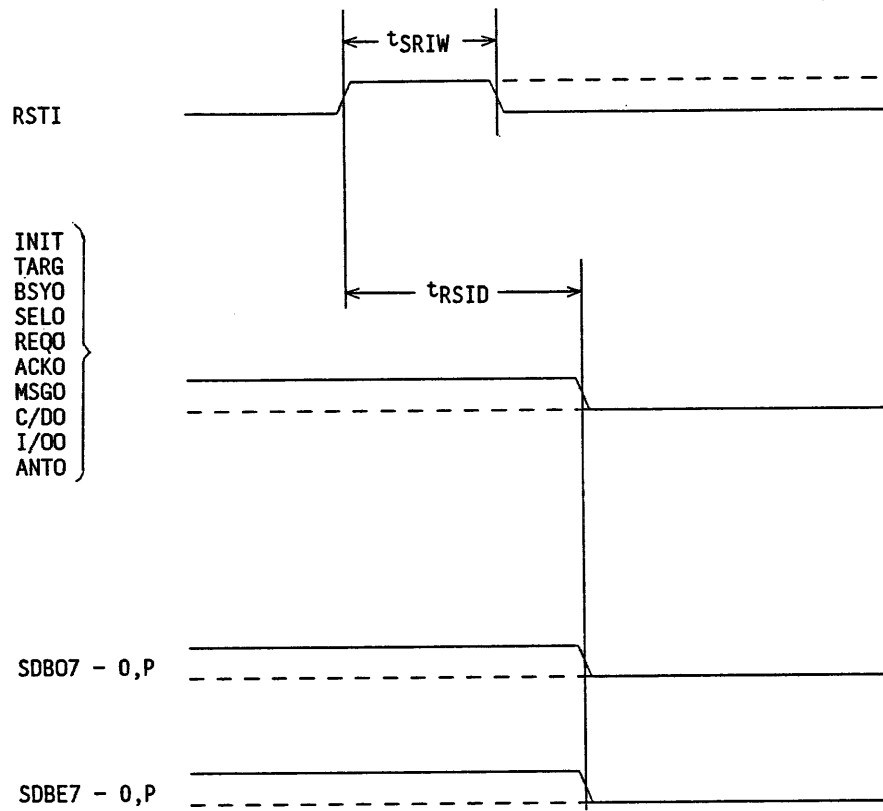 tSRIW
RSTI
INIT
TARG
BSYO
SELO
tRSID
REQO
ACKO
MSGO
C/DO
I/OO
ANTO
SDBO7 - 0,P
SDBE7 - 0,P